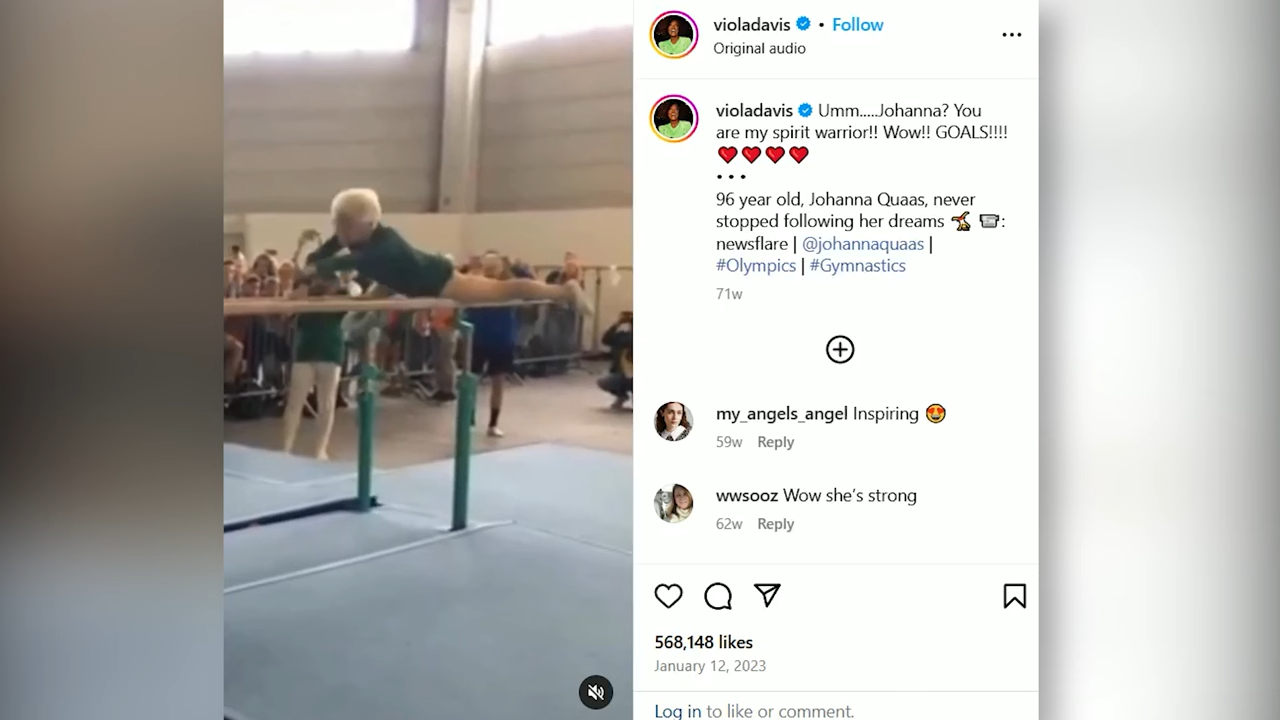 violadavis • Follow
Original audio
violadavis Umm.....Johanna? You
are my spirit warrior!! Wow!! GOALS!!!!
❤️❤️❤️❤️
• • •
96 year old, Johanna Quaas, never
stopped following her dreams 🤸 📹:
newsflare | @johannaquaas |
#Olympics | #Gymnastics
71w
my_angels_angel Inspiring 😍
59w Reply
wwsooz Wow she’s strong
62w Reply
568,148 likes
January 12, 2023
Log in to like or comment.